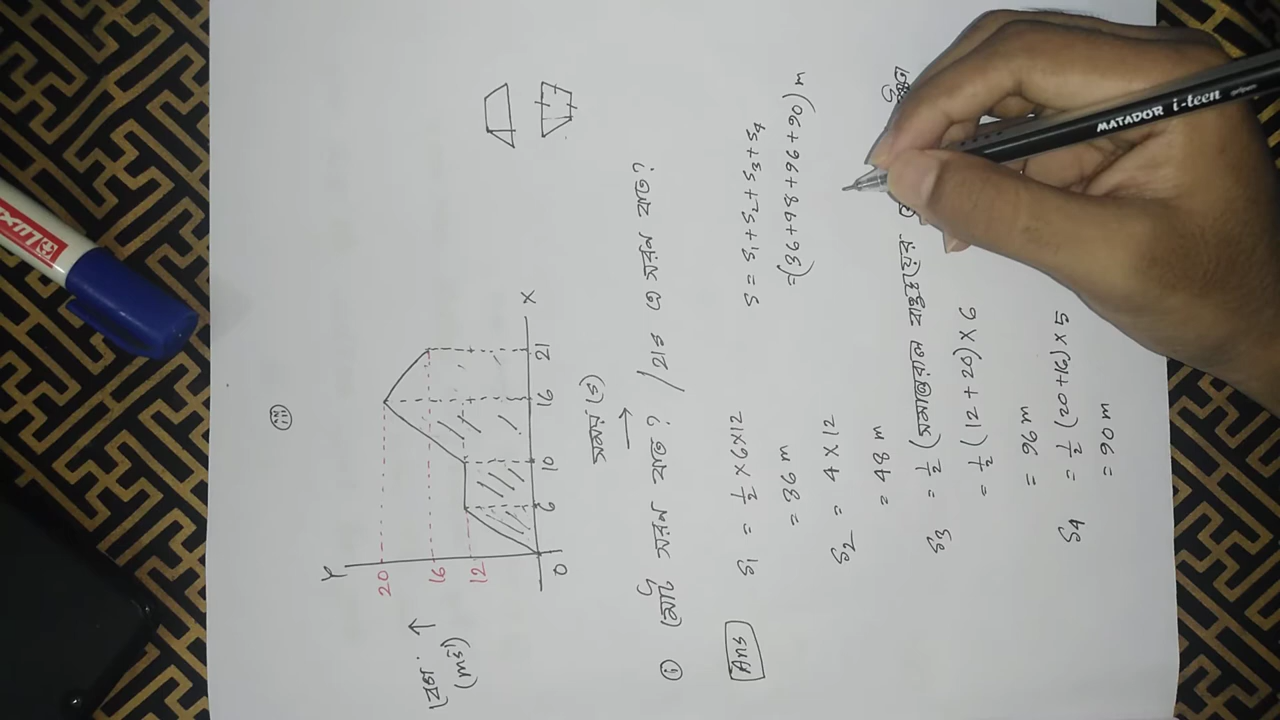 (iii)
Y
20
16
12
বেগ ↑
(ms⁻¹)
0 6 10 16 21 X
সময় (s) →
(i) মোট সরণ কত? / 21s এ সরণ কত?
Ans
S1 = 1/2 × 6×12
= 36 m
S2 = 4 × 12
= 48 m
S3 = 1/2 (সমান্তরাল বাহুদ্বয়ের
= 1/2 (12 + 20) × 6
= 96 m
S4 = 1/2 (20+16) × 5
= 90 m
S = S1 + S2 + S3 + S4
= (36+48+96+90) m
MATADOR i-teen